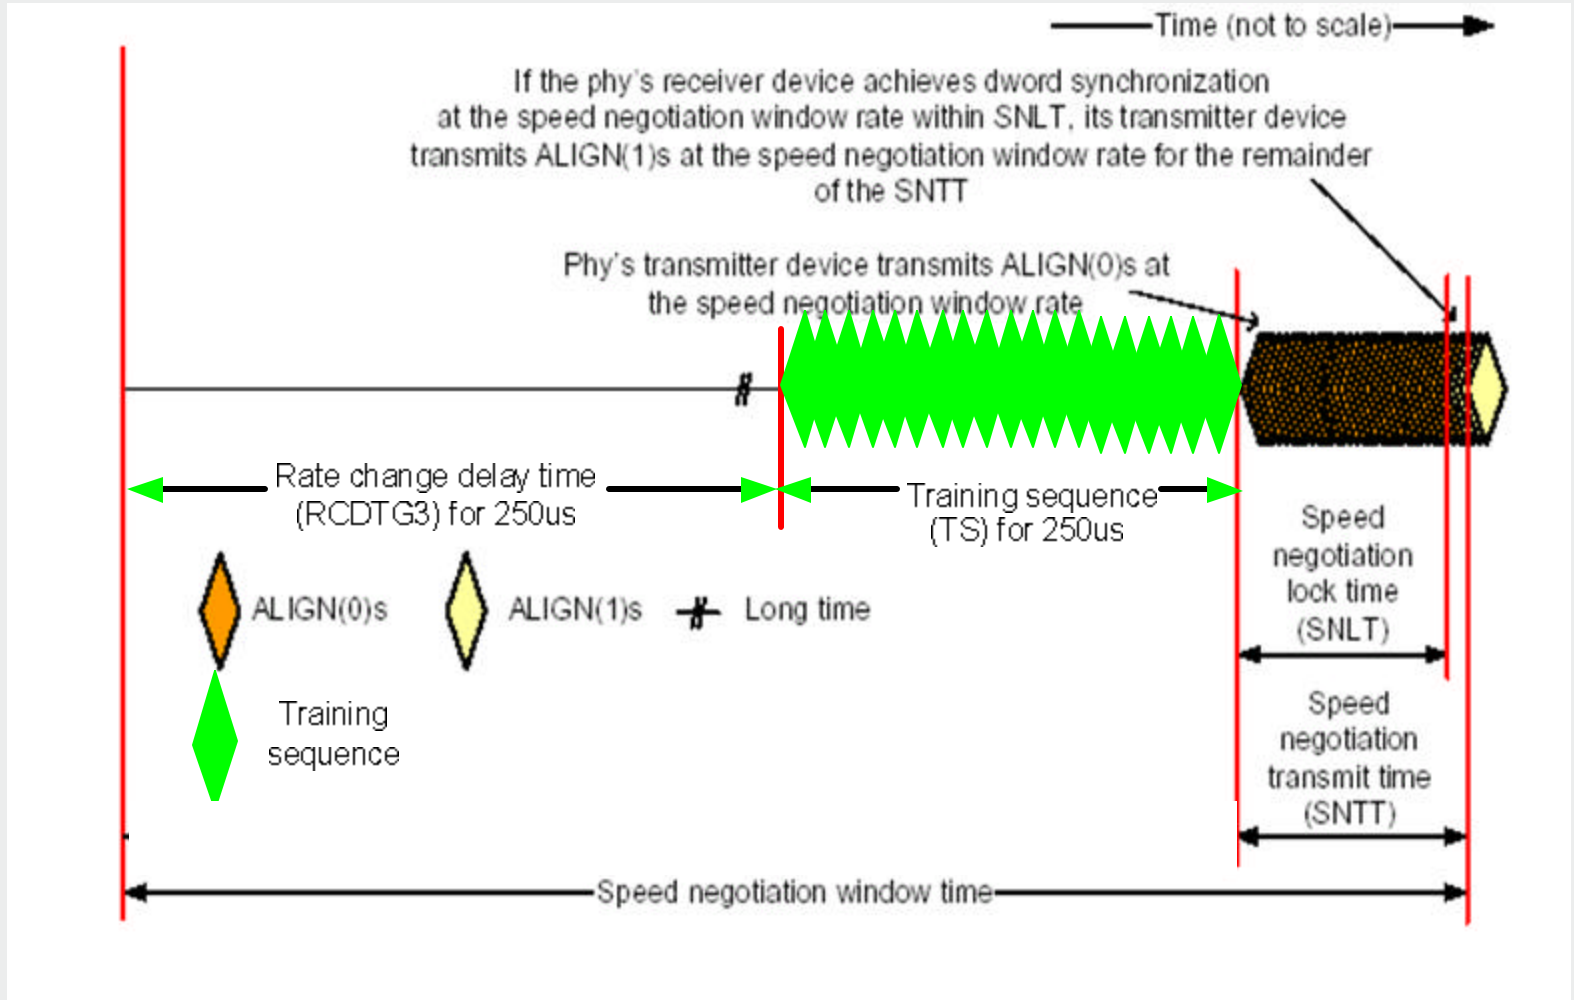 Time (not to scale)
If the phy's receiver device achieves dword synchronization
at the speed negotiation window rate within SNLT, its transmitter device
transmits ALIGN(1)s at the speed negotiation window rate for the remainder
of the SNTT
Phy's transmitter device transmits ALIGN(0)s at
the speed negotiation window rate
Rate change delay time
(RCDTG3) for 250us
Training sequence
(TS) for 250us
Speed
negotiation
lock time
(SNLT)
ALIGN(0)s
ALIGN(1)s
Long time
Training
sequence
Speed
negotiation
transmit time
(SNTT)
Speed negotiation window time